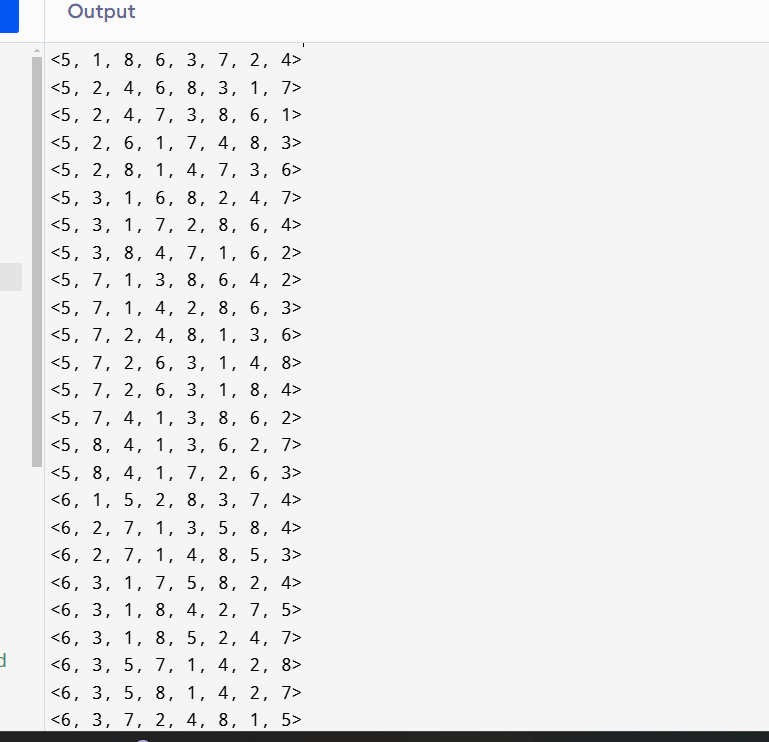 Output
<5, 1, 8, 6, 3, 7, 2, 4>
<5, 2, 4, 6, 8, 3, 1, 7>
<5, 2, 4, 7, 3, 8, 6, 1>
<5, 2, 6, 1, 7, 4, 8, 3>
<5, 2, 8, 1, 4, 7, 3, 6>
<5, 3, 1, 6, 8, 2, 4, 7>
<5, 3, 1, 7, 2, 8, 6, 4>
<5, 3, 8, 4, 7, 1, 6, 2>
<5, 7, 1, 3, 8, 6, 4, 2>
<5, 7, 1, 4, 2, 8, 6, 3>
<5, 7, 2, 4, 8, 1, 3, 6>
<5, 7, 2, 6, 3, 1, 4, 8>
<5, 7, 2, 6, 3, 1, 8, 4>
<5, 7, 4, 1, 3, 8, 6, 2>
<5, 8, 4, 1, 3, 6, 2, 7>
<5, 8, 4, 1, 7, 2, 6, 3>
<6, 1, 5, 2, 8, 3, 7, 4>
<6, 2, 7, 1, 3, 5, 8, 4>
<6, 2, 7, 1, 4, 8, 5, 3>
<6, 3, 1, 7, 5, 8, 2, 4>
<6, 3, 1, 8, 4, 2, 7, 5>
<6, 3, 1, 8, 5, 2, 4, 7>
<6, 3, 5, 7, 1, 4, 2, 8>
<6, 3, 5, 8, 1, 4, 2, 7>
<6, 3, 7, 2, 4, 8, 1, 5>